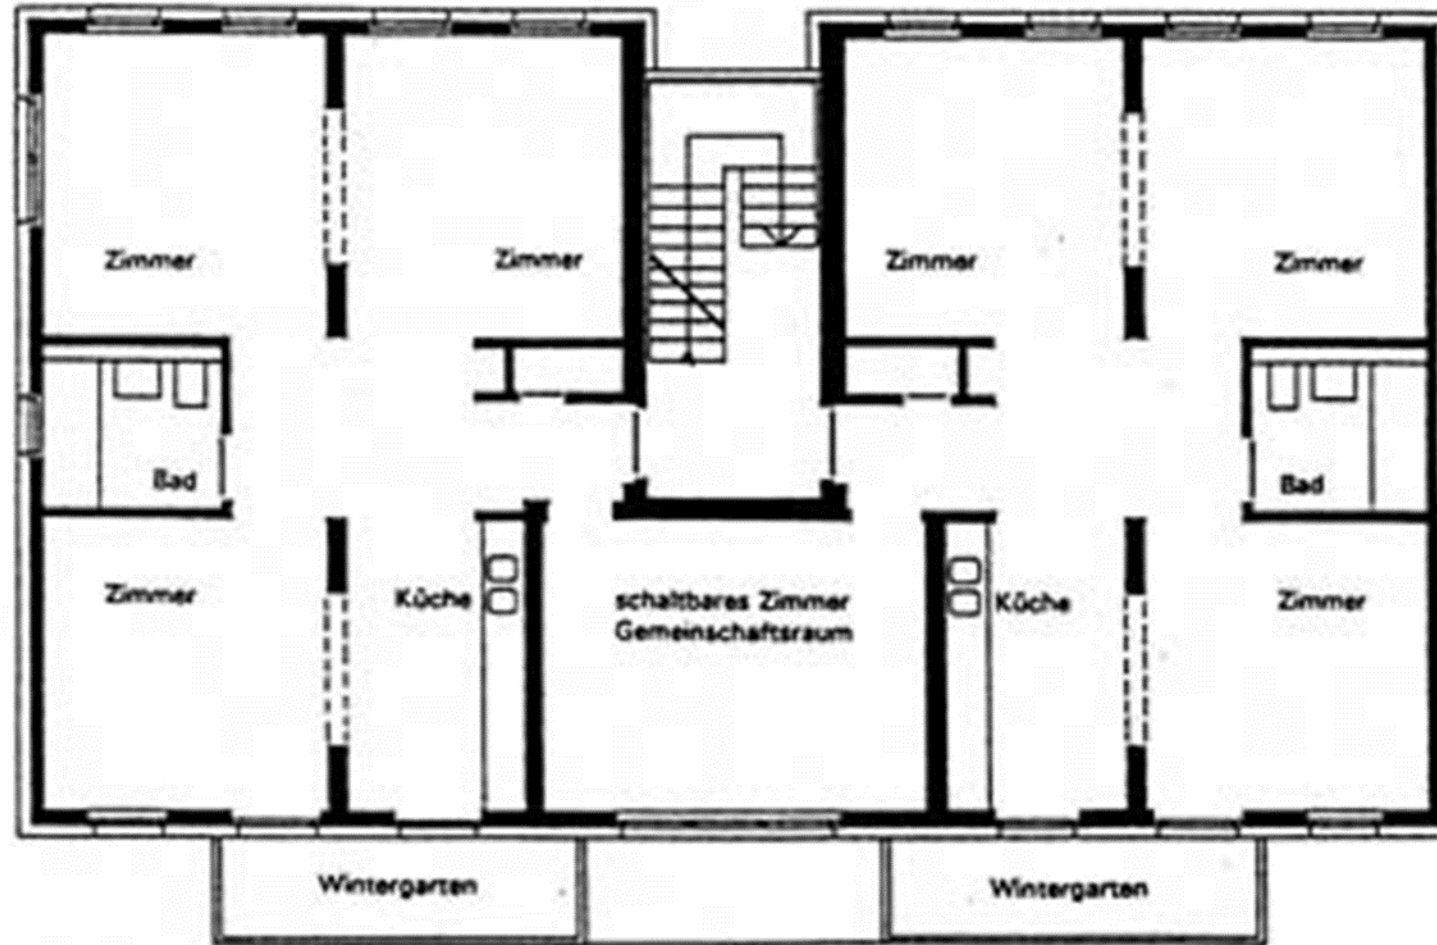 Zimmer
Zimmer
Zimmer
Zimmer
Bad
Bad
Zimmer
Küche
schaltbares Zimmer
Gemeinschaftsraum
Küche
Zimmer
Wintergarten
Wintergarten